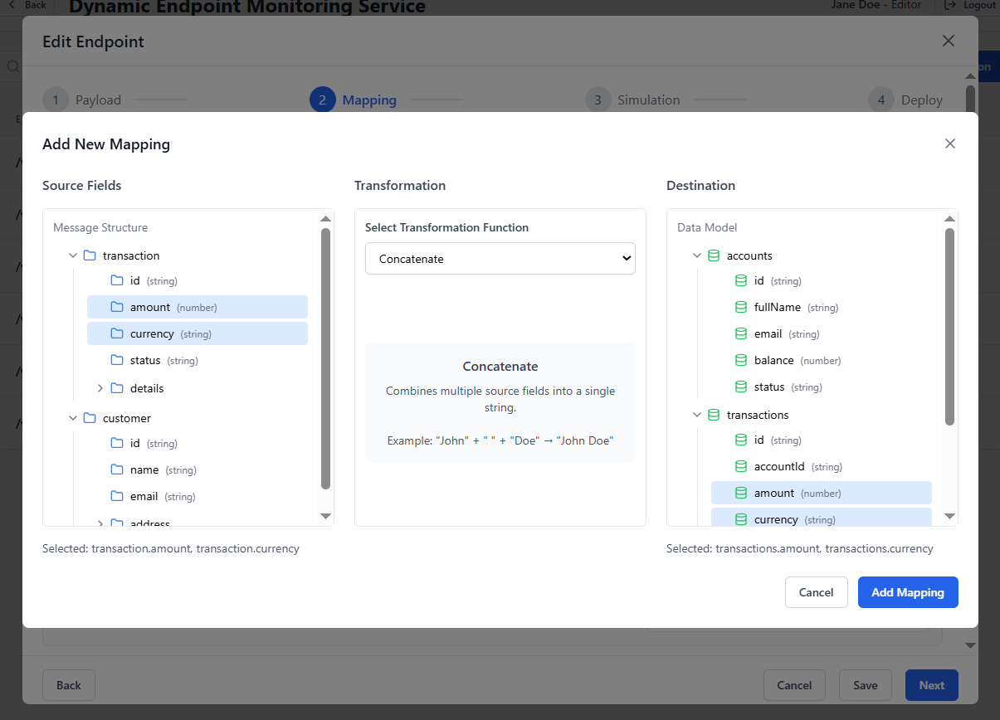 Back
Dynamic Endpoint Monitoring Service
Jane Doe - Editor
Logout
Edit Endpoint
1 Payload
2 Mapping
3 Simulation
4 Deploy
Add New Mapping
Source Fields
Message Structure
transaction
id (string)
amount (number)
currency (string)
status (string)
details
customer
id (string)
name (string)
email (string)
address
Selected: transaction.amount, transaction.currency
Transformation
Select Transformation Function
Concatenate
Concatenate
Combines multiple source fields into a single
string.
Example: "John" + " " + "Doe" → "John Doe"
Destination
Data Model
accounts
id (string)
fullName (string)
email (string)
balance (number)
status (string)
transactions
id (string)
accountId (string)
amount (number)
currency (string)
Selected: transactions.amount, transactions.currency
Cancel
Add Mapping
Back
Cancel
Save
Next